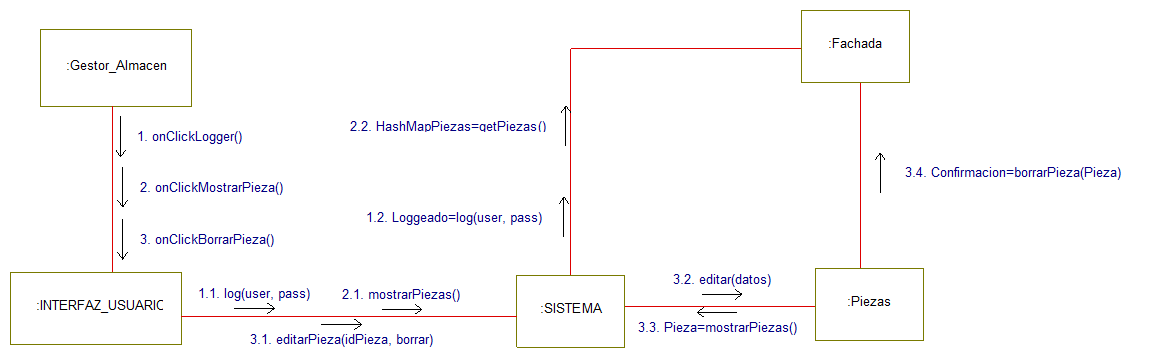 :Fachada
:Gestor_Almacen
2.2. HashMapPiezas=getPiezas()
1. onClickLogger()
3.4. Confirmacion=borrarPieza(Pieza)
2. onClickMostrarPieza()
1.2. Loggeado=log(user, pass)
3. onClickBorrarPieza()
3.2. editar(datos)
1.1. log(user, pass)
2.1. mostrarPiezas()
:INTERFAZ_USUARIO
:SISTEMA
:Piezas
3.3. Pieza=mostrarPiezas()
3.1. editarPieza(idPieza, borrar)